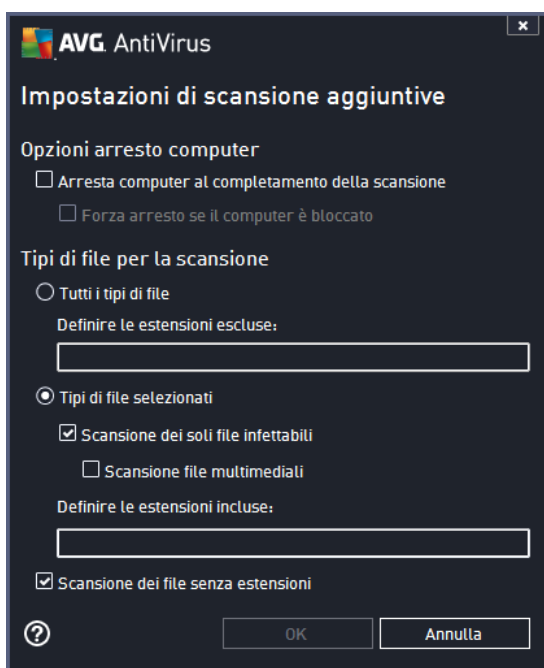 AVG. AntiVirus
Impostazioni di scansione aggiuntive
Opzioni arresto computer
Arresta computer al completamento della scansione
Forza arresto se il computer è bloccato
Tipi di file per la scansione
Tutti i tipi di file
Definire le estensioni escluse:
Tipi di file selezionati
Scansione dei soli file infettabili
Scansione file multimediali
Definire le estensioni incluse:
Scansione dei file senza estensioni
? OK Annulla